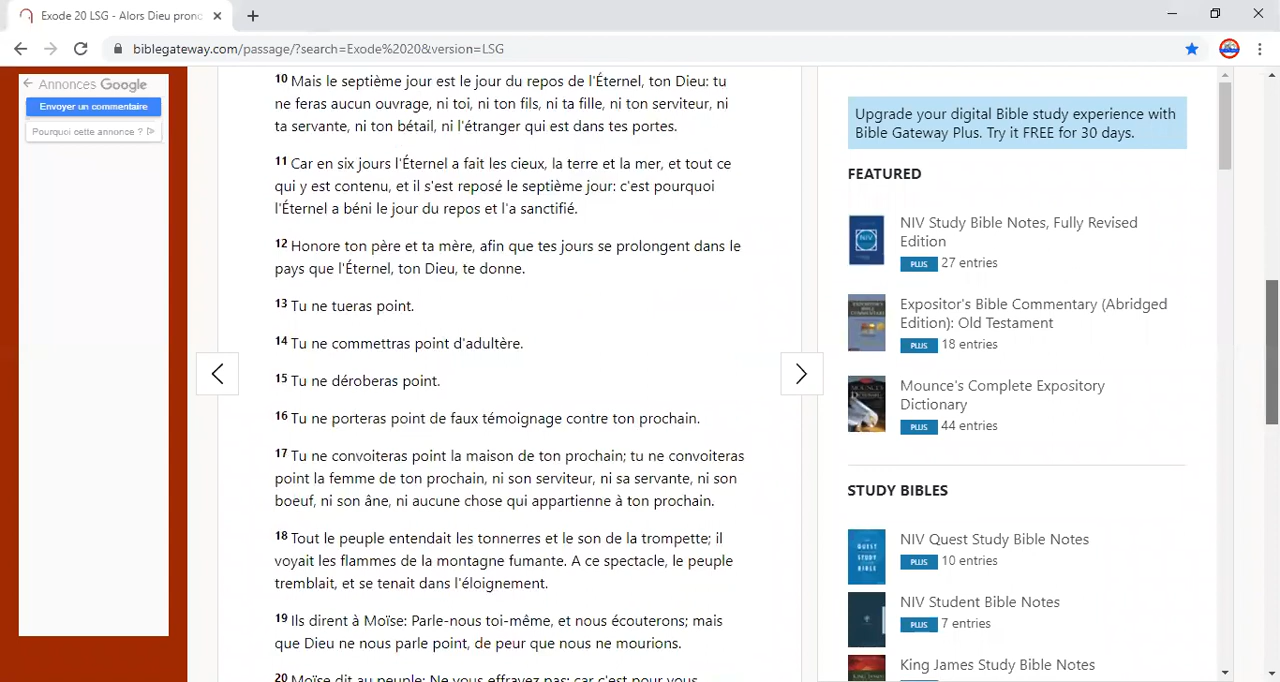 Exode 20 LSG - Alors Dieu pronc
biblegateway.com/passage/?search=Exode%2020&version=LSG
Annonces Google
Envoyer un commentaire
Pourquoi cette annonce ?
10 Mais le septième jour est le jour du repos de l'Éternel, ton Dieu: tu
ne feras aucun ouvrage, ni toi, ni ton fils, ni ta fille, ni ton serviteur, ni
ta servante, ni ton bétail, ni l'étranger qui est dans tes portes.
11 Car en six jours l'Éternel a fait les cieux, la terre et la mer, et tout ce
qui y est contenu, et il s'est reposé le septième jour: c'est pourquoi
l'Éternel a béni le jour du repos et l'a sanctifié.
12 Honore ton père et ta mère, afin que tes jours se prolongent dans le
pays que l'Éternel, ton Dieu, te donne.
13 Tu ne tueras point.
14 Tu ne commettras point d'adultère.
15 Tu ne déroberas point.
16 Tu ne porteras point de faux témoignage contre ton prochain.
17 Tu ne convoiteras point la maison de ton prochain; tu ne convoiteras
point la femme de ton prochain, ni son serviteur, ni sa servante, ni son
boeuf, ni son âne, ni aucune chose qui appartienne à ton prochain.
18 Tout le peuple entendait les tonnerres et le son de la trompette; il
voyait les flammes de la montagne fumante. A ce spectacle, le peuple
tremblait, et se tenait dans l'éloignement.
19 Ils dirent à Moïse: Parle-nous toi-même, et nous écouterons; mais
que Dieu ne nous parle point, de peur que nous ne mourions.
20 Moïse dit au peuple: Ne vous effrayez pas; car c'est pour vous
Upgrade your digital Bible study experience with
Bible Gateway Plus. Try it FREE for 30 days.
FEATURED
NIV Study Bible Notes, Fully Revised
Edition
PLUS 27 entries
Expositor's Bible Commentary (Abridged
Edition): Old Testament
PLUS 18 entries
Mounce's Complete Expository
Dictionary
PLUS 44 entries
STUDY BIBLES
NIV Quest Study Bible Notes
PLUS 10 entries
NIV Student Bible Notes
PLUS 7 entries
King James Study Bible Notes